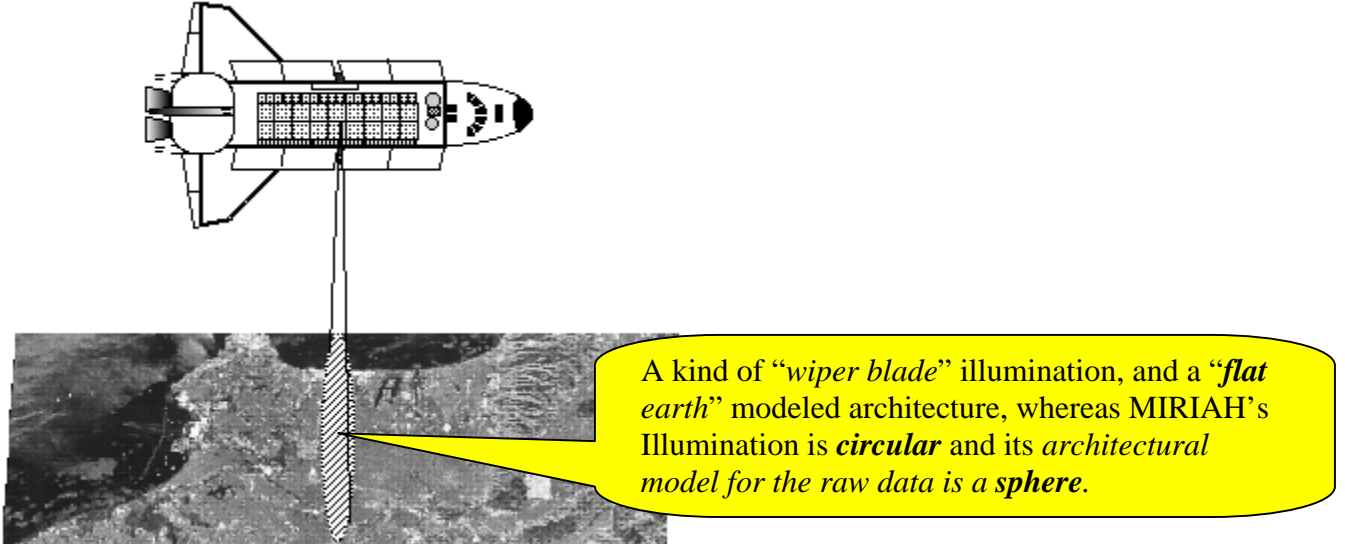 A kind of “wiper blade” illumination, and a “flat
earth” modeled architecture, whereas MIRIAH’s
Illumination is circular and its architectural
model for the raw data is a sphere.